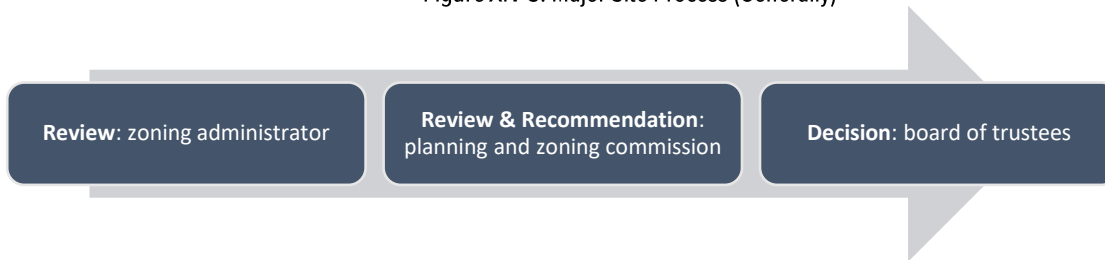 Major Site Process (Generally)
Review: zoning administrator
Review & Recommendation:
planning and zoning commission
Decision: board of trustees